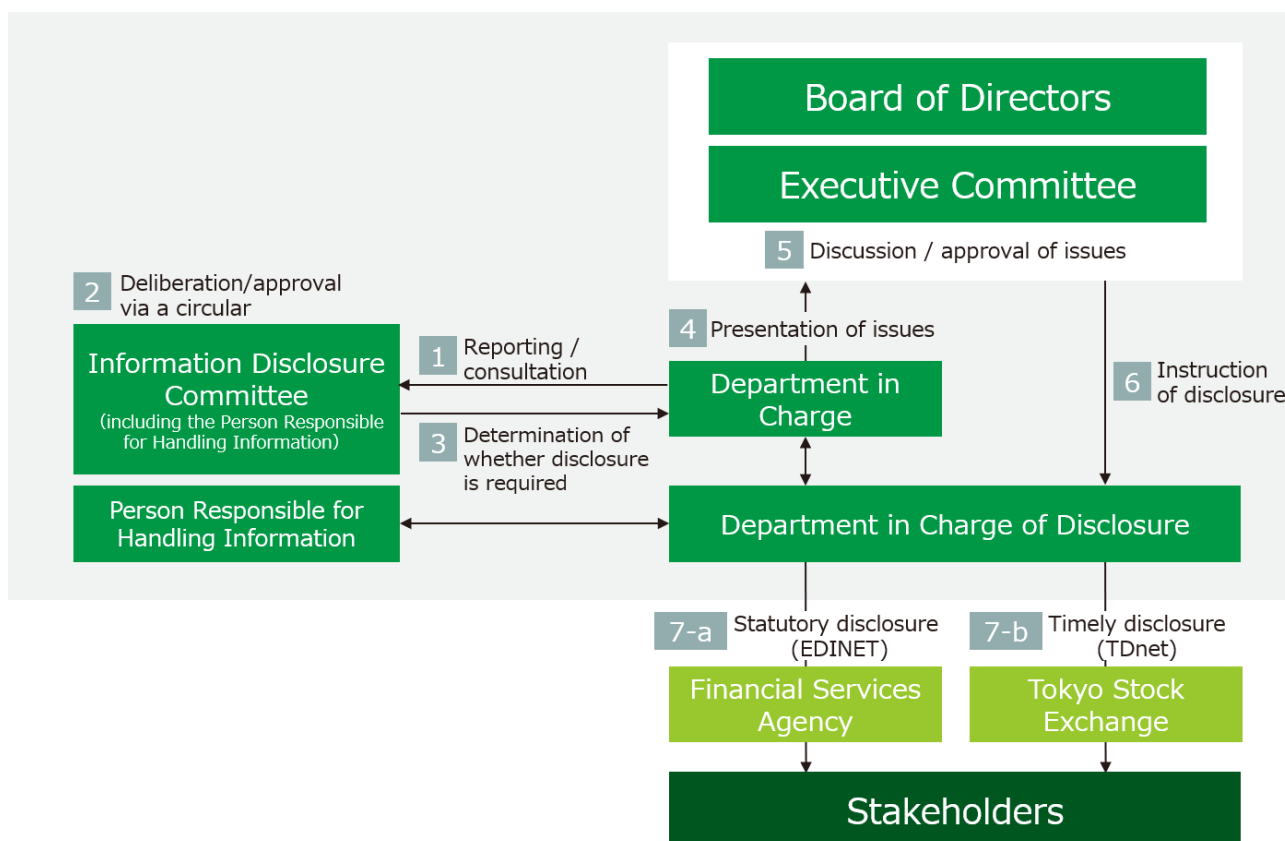 Board of Directors
Executive Committee
5 Discussion / approval of issues
2 Deliberation/approval
via a circular
4 Presentation of issues
1 Reporting /
consultation
Information Disclosure
Committee
(including the Person Responsible
for Handling Information)
Department in
Charge
6 Instruction
of disclosure
3 Determination of
whether disclosure
is required
Person Responsible for
Handling Information
Department in Charge of Disclosure
7-a Statutory disclosure
(EDINET)
7-b Timely disclosure
(TDnet)
Financial Services
Agency
Tokyo Stock
Exchange
Stakeholders